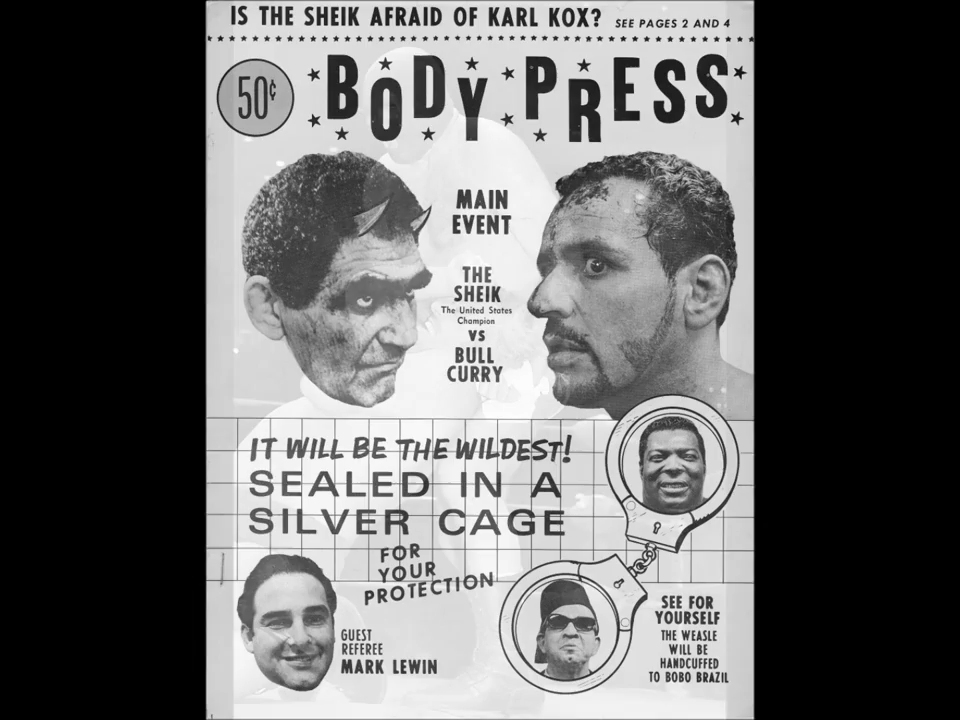 IS THE SHEIK AFRAID OF KARL KOX? SEE PAGES 2 AND 4
50¢
BODY PRESS
MAIN
EVENT
THE
SHEIK
The United States
Champion
VS
BULL
CURRY
IT WILL BE THE WILDEST!
SEALED IN A
SILVER CAGE
FOR
YOUR
PROTECTION
GUEST
REFEREE
MARK LEWIN
SEE FOR
YOURSELF
THE WEASLE
WILL BE
HANDCUFFED
TO BOBO BRAZIL